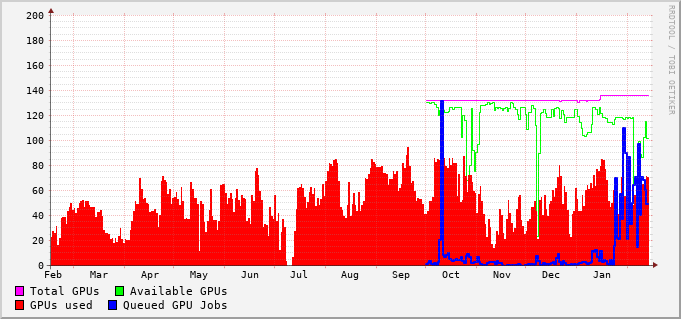 200
180
160
140
120
100
80
60
40
20
0
Feb Mar Apr May Jun Jul Aug Sep Oct Nov Dec Jan
Total GPUs Available GPUs
GPUs used Queued GPU Jobs
RRDTOOL / TOBI OETIKER